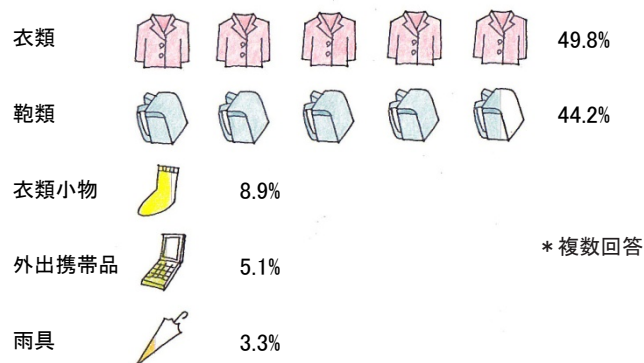 衣類 49.8%
鞄類 44.2%
衣類小物 8.9%
外出携帯品 5.1%
＊複数回答
雨具 3.3%